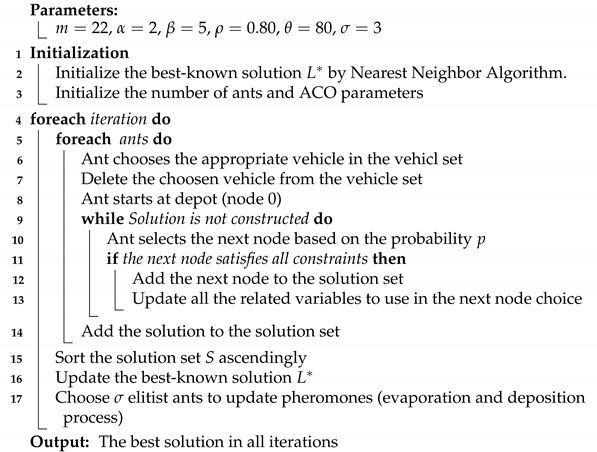 Parameters:
m = 22, α = 2, β = 5, ρ = 0.80, θ = 80, σ = 3
1 Initialization
2 Initialize the best-known solution L* by Nearest Neighbor Algorithm.
3 Initialize the number of ants and ACO parameters
4 foreach iteration do
5 foreach ants do
6 Ant chooses the appropriate vehicle in the vehicl set
7 Delete the choosen vehicle from the vehicle set
8 Ant starts at depot (node 0)
9 while Solution is not constructed do
10 Ant selects the next node based on the probability p
11 if the next node satisfies all constraints then
12 Add the next node to the solution set
13 Update all the related variables to use in the next node choice
14 Add the solution to the solution set
15 Sort the solution set S ascendingly
16 Update the best-known solution L*
17 Choose σ elitist ants to update pheromones (evaporation and deposition
process)
Output: The best solution in all iterations